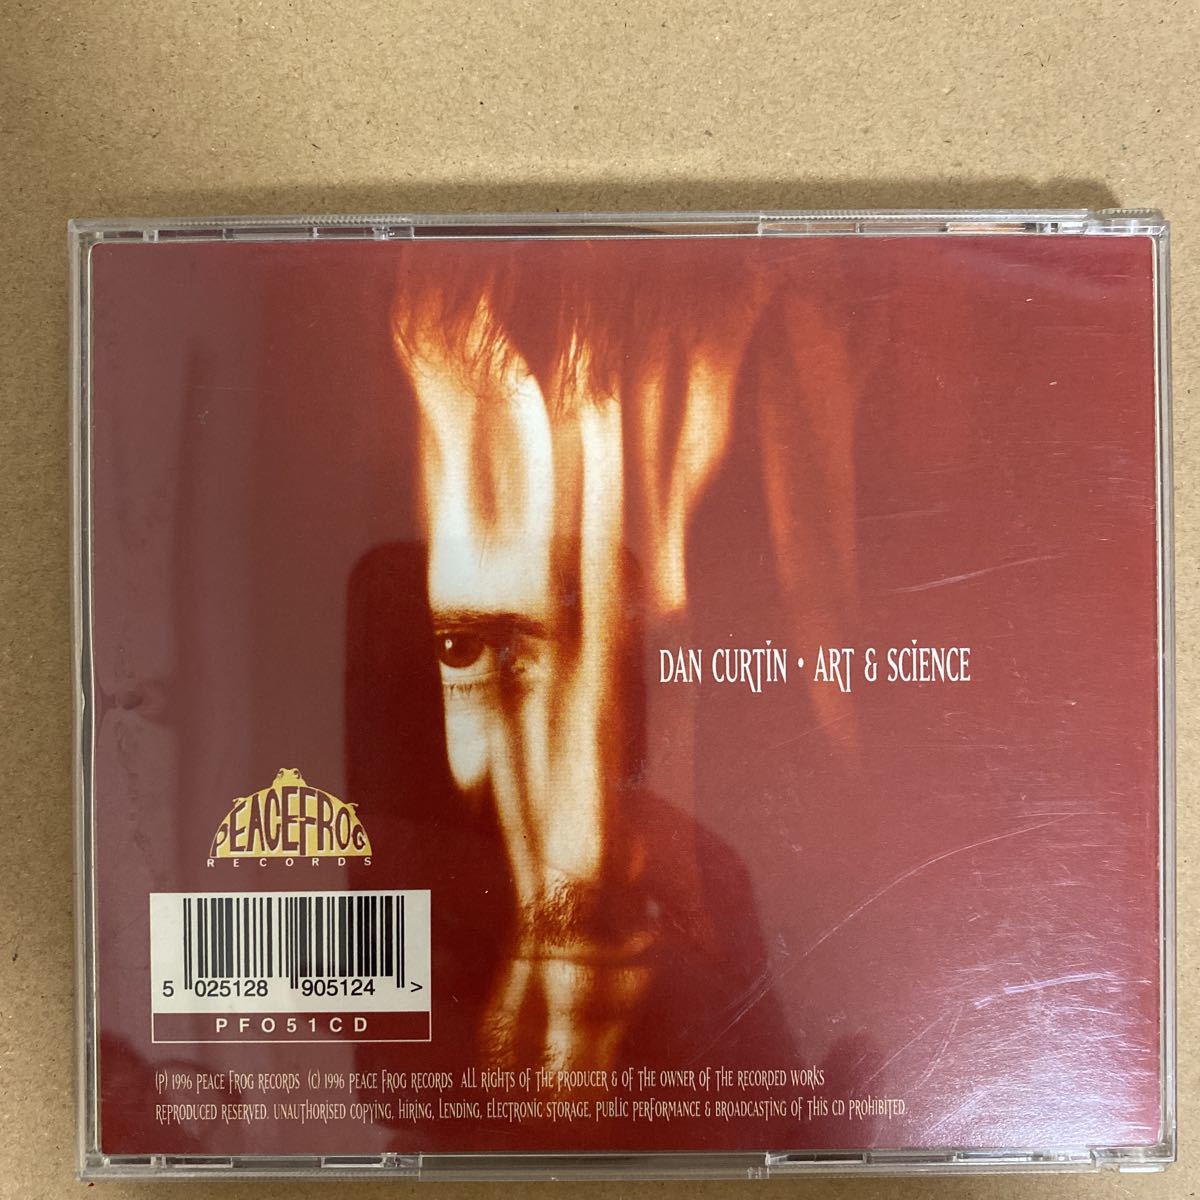 DAN CURTIN • ART & SCIENCE
PEACEFROG
RECORDS
5 025128 905124 >
PFO51CD
(P) 1996 PEACE FROG RECORDS (C) 1996 PEACE FROG RECORDS ALL RIGHTS OF THE PRODUCER & OF THE OWNER OF THE RECORDED WORKS
REPRODUCED RESERVED. UNAUTHORISED COPYING, HIRING, LENDING, ELECTRONIC STORAGE, PUBLIC PERFORMANCE & BROADCASTING OF THIS CD PROHIBITED.